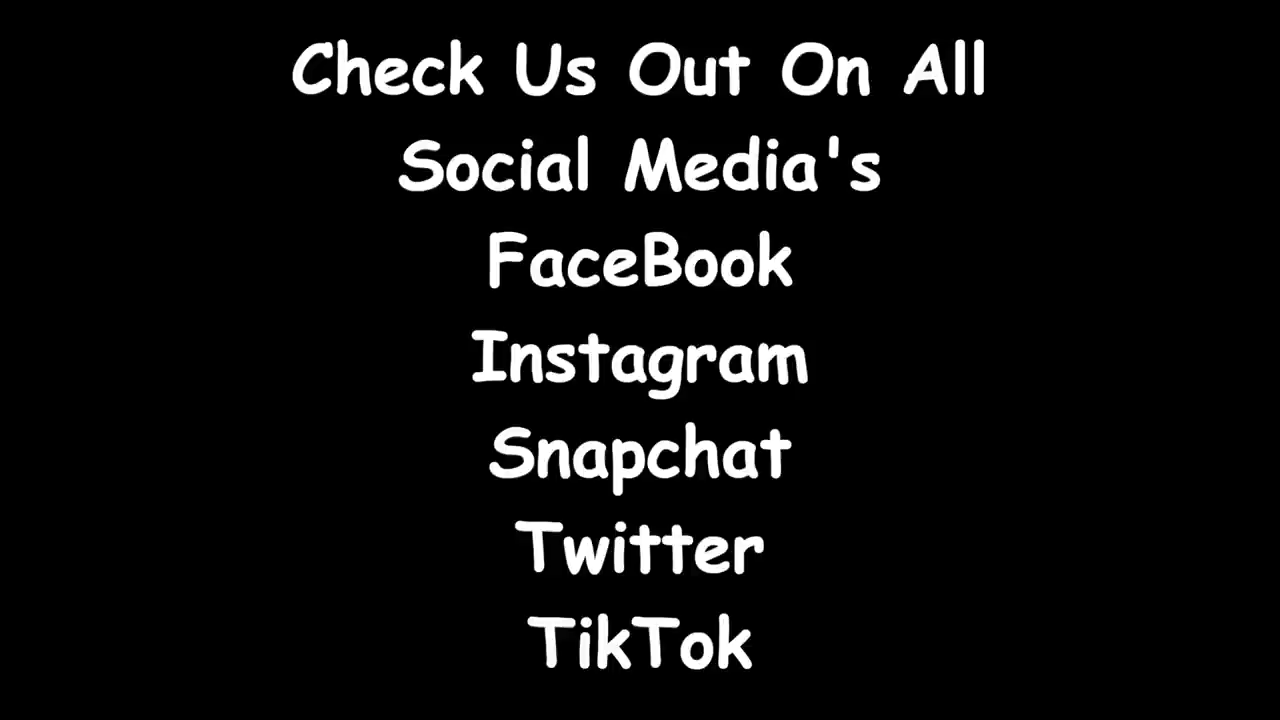 Check Us Out On All
Social Media's
FaceBook
Instagram
Snapchat
Twitter
TikTok